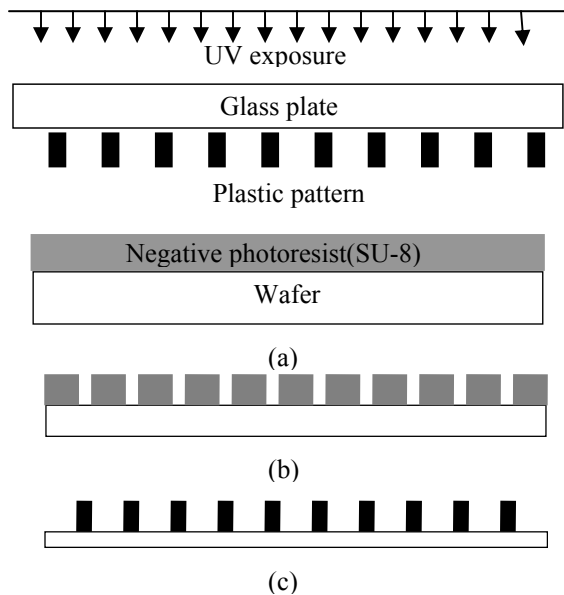 UV exposure
Glass plate
Plastic pattern
Negative photoresist(SU-8)
Wafer
(a)
(b)
(c)